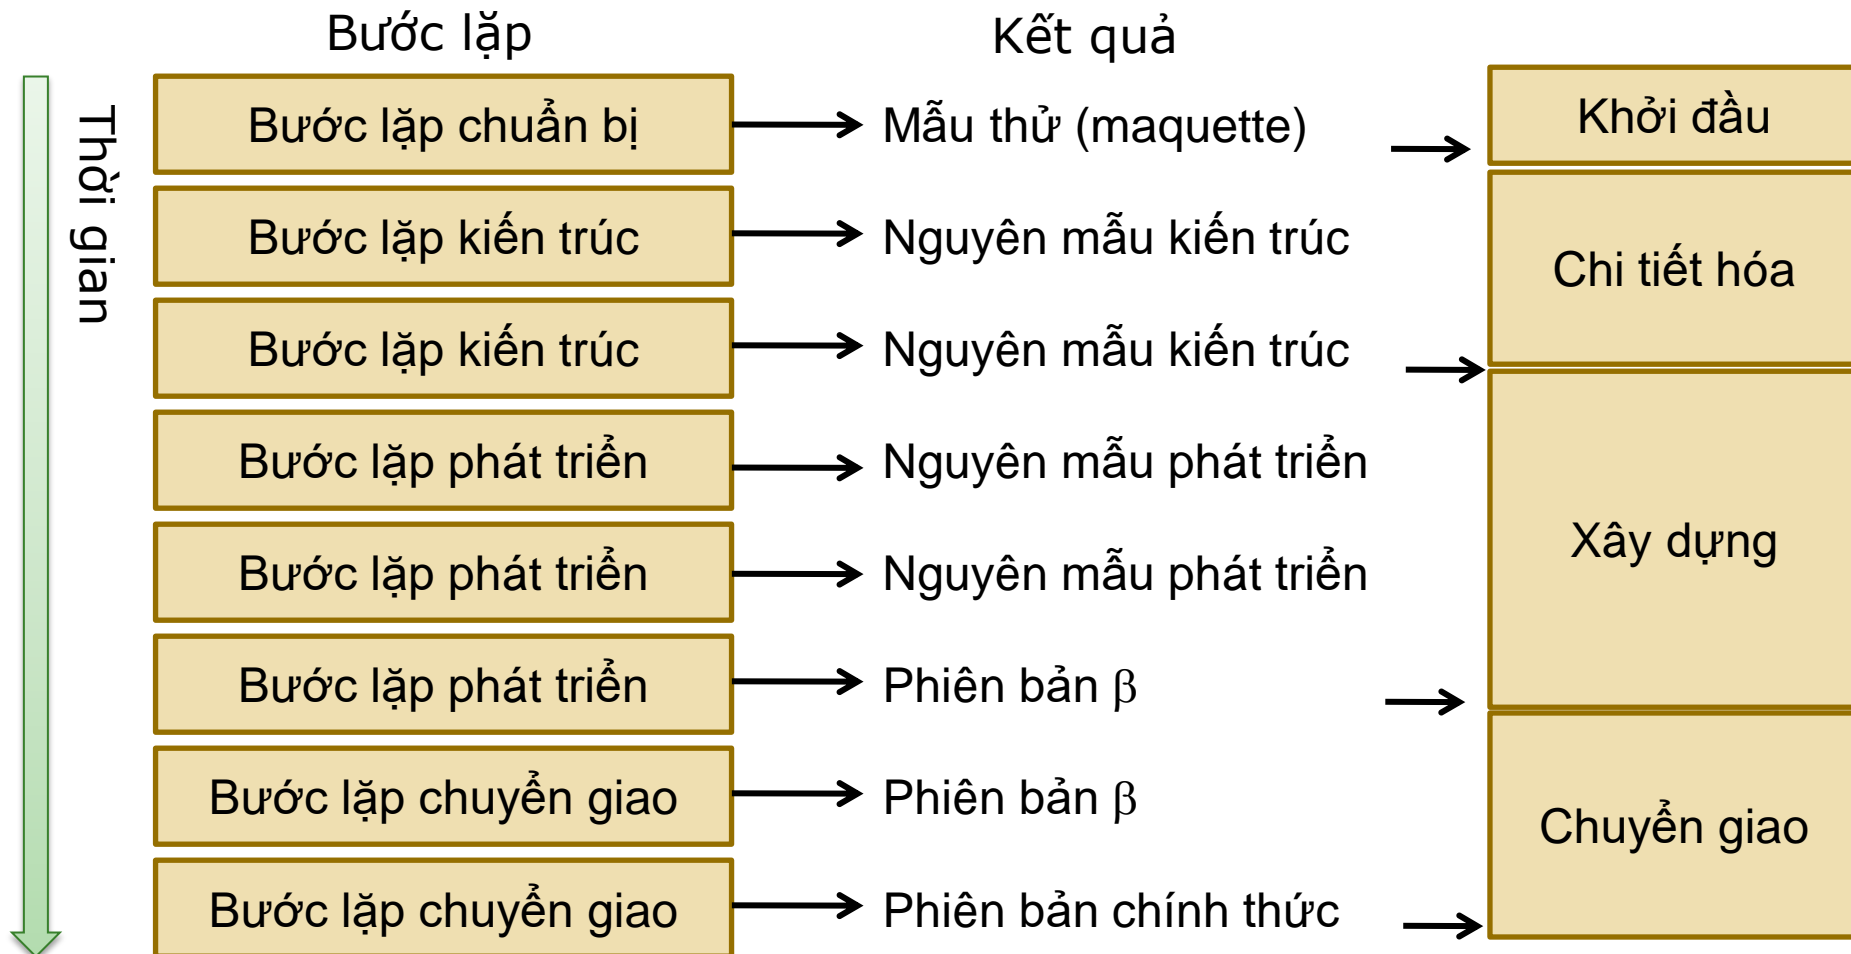 Bước lặp
Kết quả
Thời gian
Bước lặp chuẩn bị
Mẫu thử (maquette)
Khởi đầu
Bước lặp kiến trúc
Nguyên mẫu kiến trúc
Chi tiết hóa
Bước lặp kiến trúc
Nguyên mẫu kiến trúc
Bước lặp phát triển
Nguyên mẫu phát triển
Xây dựng
Bước lặp phát triển
Nguyên mẫu phát triển
Bước lặp phát triển
Phiên bản β
Bước lặp chuyển giao
Phiên bản β
Chuyển giao
Bước lặp chuyển giao
Phiên bản chính thức